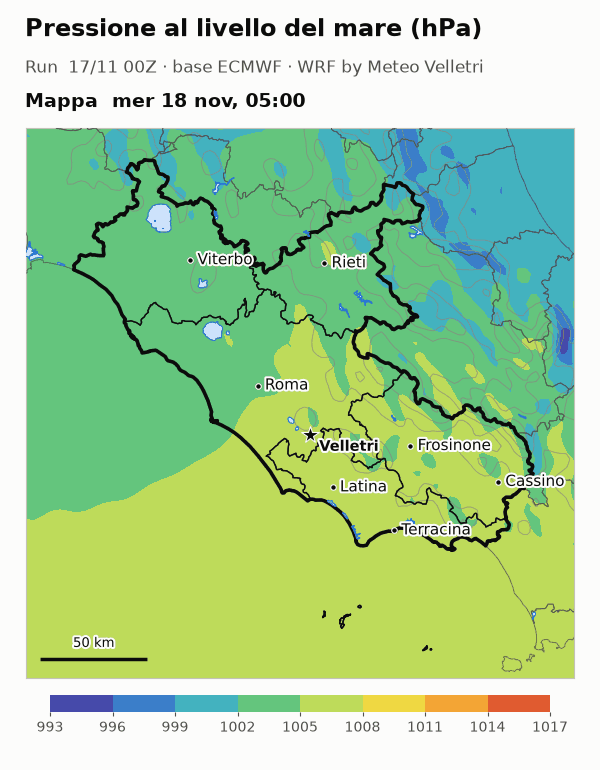 Pressione al livello del mare (hPa)
Run  17/11 00Z · base ECMWF · WRF by Meteo Velletri
Mappa  mer 18 nov, 05:00
Viterbo
Rieti
Roma
Velletri
Frosinone
Latina
Cassino
Terracina
50 km
993 996 999 1002 1005 1008 1011 1014 1017